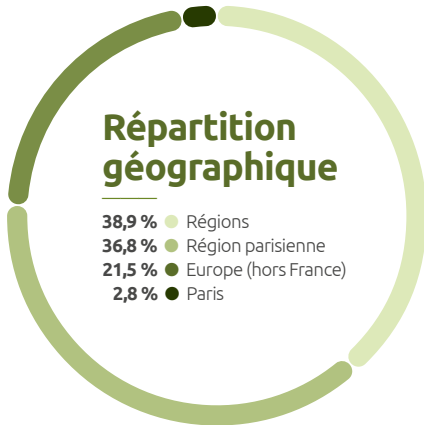 Répartition
géographique
38,9 % Régions
36,8 % Région parisienne
21,5 % Europe (hors France)
2,8 % Paris